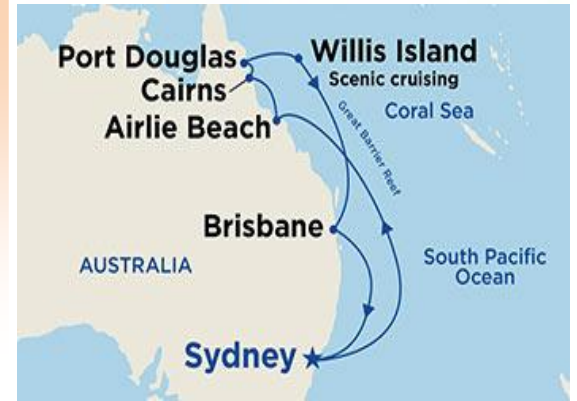 Port Douglas
Willis Island
Scenic cruising
Cairns
Coral Sea
Airlie Beach
Great Barrier Reef
Brisbane
South Pacific
Ocean
AUSTRALIA
Sydney